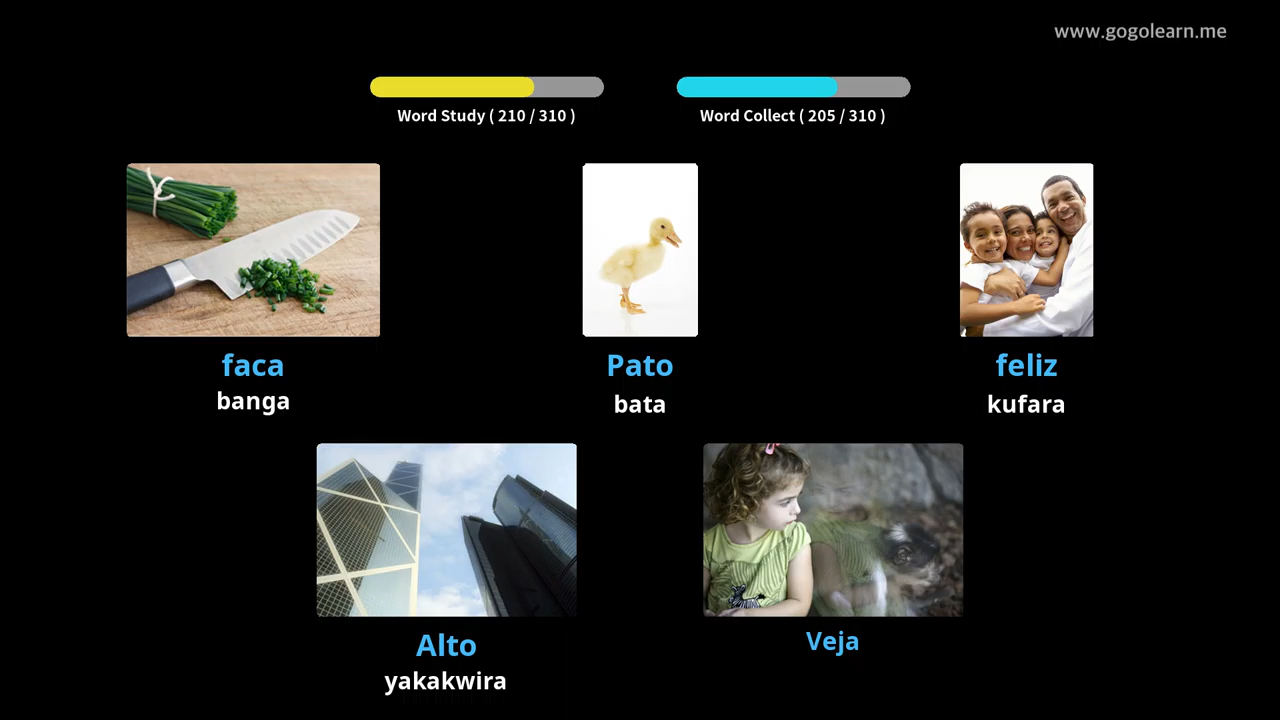 www.gogolearn.me
Word Study ( 210 / 310 )
Word Collect ( 205 / 310 )
faca
banga
Pato
bata
feliz
kufara
Alto
yakakwira
Veja